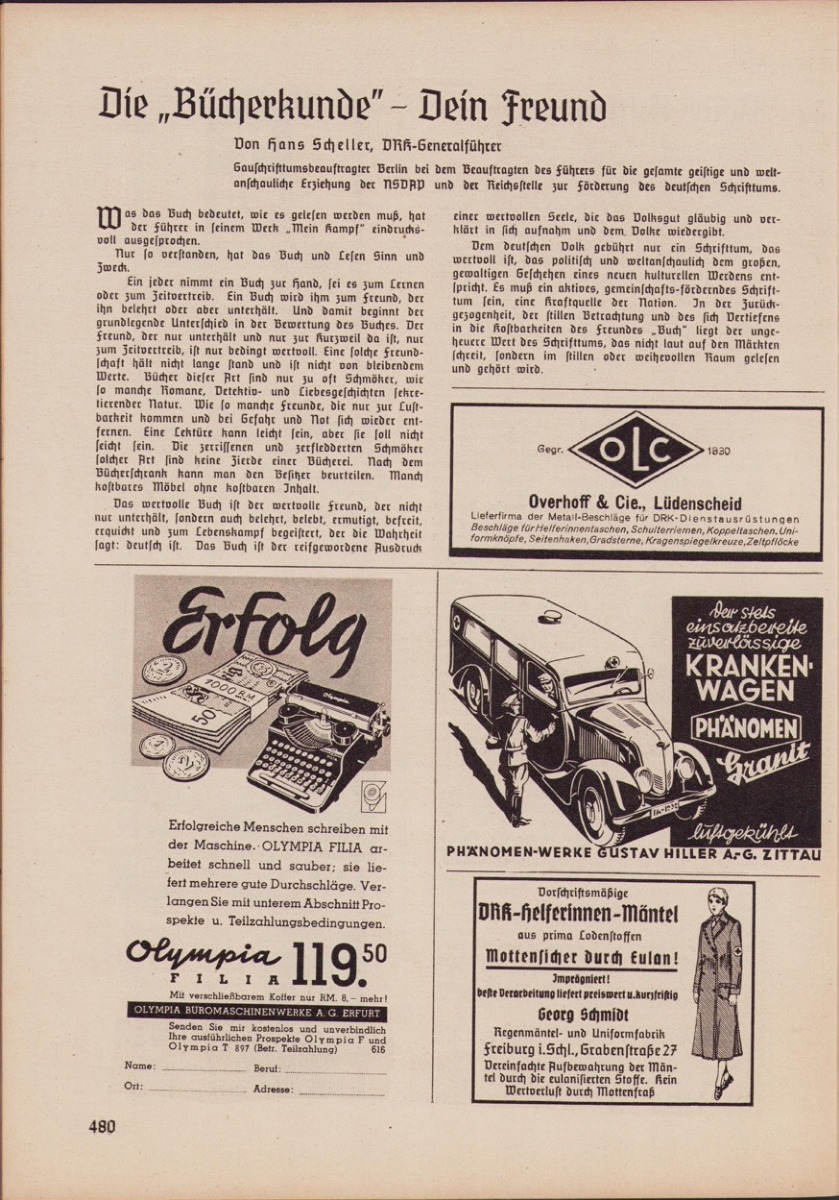 Die „Bücherkunde” – Dein Freund
Von Hans Scheller, DRK-Generalführer
Gauschrifttumsbeauftragter Berlin bei dem Beauftragten des Führers für die gesamte geistige und welt-
anschauliche Erziehung der NSDAP und der Reichsstelle zur Förderung des deutschen Schrifttums.
Was das Buch bedeutet, wie es gelesen werden muß, hat
der Führer in seinem Werk „Mein Kampf” eindrucks-
voll ausgesprochen.
Nur so verstanden, hat das Buch und Lesen Sinn und
Zweck.
Ein jeder nimmt ein Buch zur Hand, sei es zum Lernen
oder zum Zeitvertreib. Ein Buch wird ihm zum Freund, der
ihn belehrt oder aber unterhält. Und damit beginnt der
grundlegende Unterschied in der Bewertung des Buches. Der
Freund, der nur unterhält und nur zur Kurzweil da ist, nur
zum Zeitvertreib, ist nur bedingt wertvoll. Eine solche Freund-
schaft hält nicht lange stand und ist nicht von bleibendem
Werte. Bücher dieser Art sind nur zu oft Schmöker, wie
so manche Romane, Detektiv- und Liebesgeschichten sekre-
tierender Natur. Wie so manche Freunde, die nur zur Lust-
barkeit kommen und bei Gefahr und Not sich wieder ent-
fernen. Eine Lektüre kann leicht sein, aber sie soll nicht
seicht sein. Die zerrissenen und zerfledderten Schmöker
solcher Art sind keine Zierde einer Bücherei. Nach dem
Bücherschrank kann man den Besitzer beurteilen. Manch
kostbares Möbel ohne kostbaren Inhalt.
Das wertvolle Buch ist der wertvolle Freund, der nicht
nur unterhält, sondern auch belehrt, belebt, ermutigt, befreit,
erquickt und zum Lebenskampf begeistert, der die Wahrheit
sagt: deutsch ist. Das Buch ist der reifgewordene Ausdruck
einer wertvollen Seele, die das Volksgut gläubig und ver-
klärt in sich aufnahm und dem Volke wiedergibt.
Dem deutschen Volk gebührt nur ein Schrifttum, das
wertvoll ist, das politisch und weltanschaulich dem großen,
gewaltigen Geschehen eines neuen kulturellen Werdens ent-
spricht. Es muß ein aktives, gemeinschafts-förderndes Schrift-
tum sein, eine Kraftquelle der Nation. In der Zurück-
gezogenheit, der stillen Betrachtung und des sich Vertiefens
in die Kostbarkeiten des Freundes „Buch” liegt der unge-
heuere Wert des Schrifttums, das nicht laut auf den Märkten
schreit, sondern im stillen oder weihevollen Raum gelesen
und gehört wird.
Gegr. OLC 1830
Overhoff & Cie., Lüdenscheid
Lieferfirma der Metall-Beschläge für DRK-Dienstausrüstungen
Beschläge für Helferinnentaschen, Schulterriemen, Koppeltaschen. Uni-
formknöpfe, Seitenhaken, Gradsterne, Kragenspiegelkreuze, Zeltpflöcke
Erfolg
1000 RM
50
2
2
Olympia
Erfolgreiche Menschen schreiben mit
der Maschine. OLYMPIA FILIA ar-
beitet schnell und sauber; sie lie-
fert mehrere gute Durchschläge. Ver-
langen Sie mit unterem Abschnitt Pro-
spekte u. Teilzahlungsbedingungen.
Olympia
FILIA 119.50
Mit verschließbarem Koffer nur RM. 8,– mehr!
OLYMPIA BÜROMASCHINENWERKE A. G. ERFURT
Senden Sie mir kostenlos und unverbindlich
Ihre ausführlichen Prospekte Olympia F und
Olympia T 897 (Betr. Teilzahlung) 616
Name: Beruf:
Ort: Adresse:
Der stets
einsatzbereite
zuverlässige
KRANKEN-
WAGEN
PHÄNOMEN
Granit
luftgekühlt
PHÄNOMEN-WERKE GUSTAV HILLER A.-G. ZITTAU
Vorschriftsmäßige
DRK-Helferinnen-Mäntel
aus prima Lodenstoffen
Mottensicher durch Eulan!
Imprägniert!
beste Verarbeitung liefert preiswert u. kurzfristig
Georg Schmidt
Regenmäntel- und Uniformfabrik
Freiburg i. Schl., Grabenstraße 27
Vereinfachte Aufbewahrung der Män-
tel durch die eulanisierten Stoffe. Kein
Wertverlust durch Mottenfraß
480